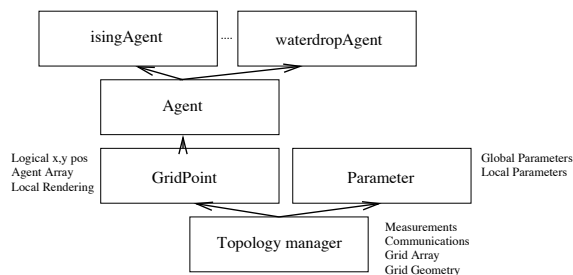 isingAgent .... waterdropAgent
Agent
Logical x,y pos
Agent Array
Local Rendering
GridPoint
Parameter
Global Parameters
Local Parameters
Topology manager
Measurements
Communications
Grid Array
Grid Geometry